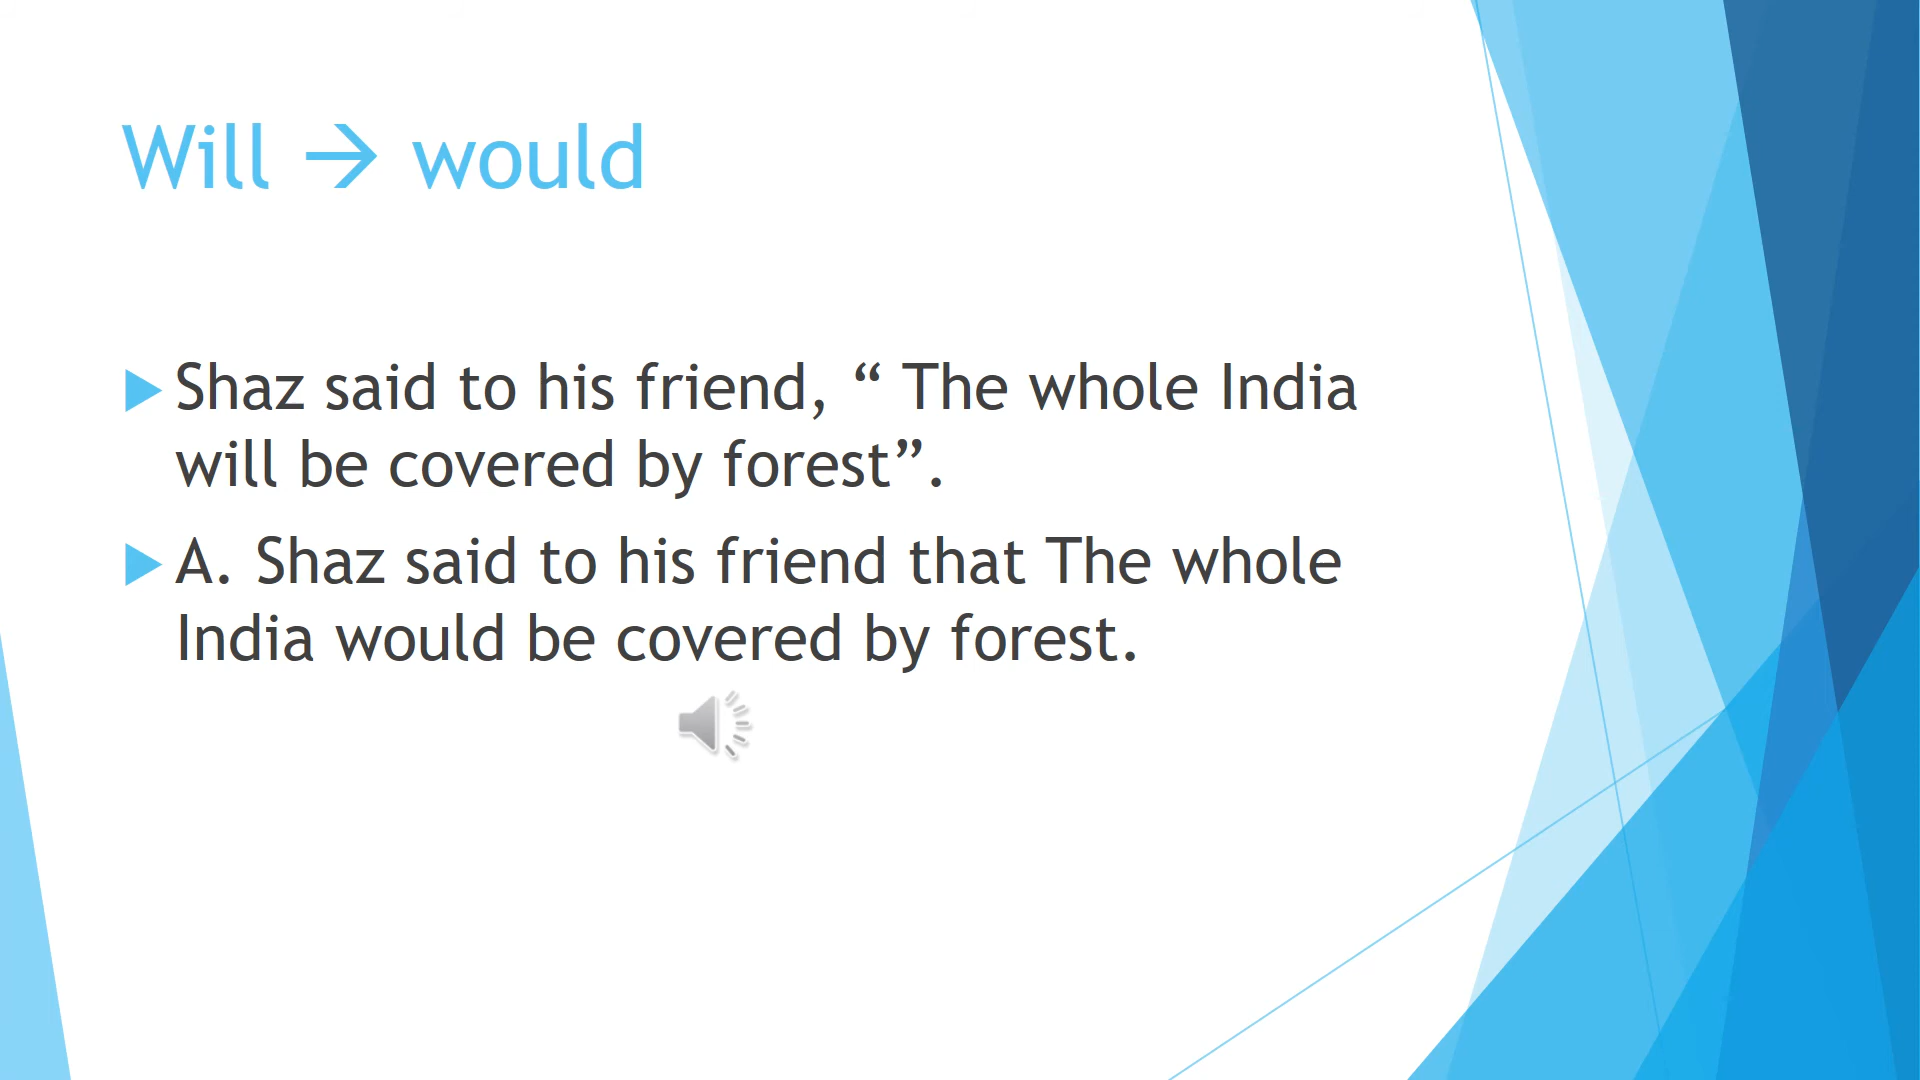 Will → would
Shaz said to his friend, “ The whole India
will be covered by forest”.
A. Shaz said to his friend that The whole
India would be covered by forest.